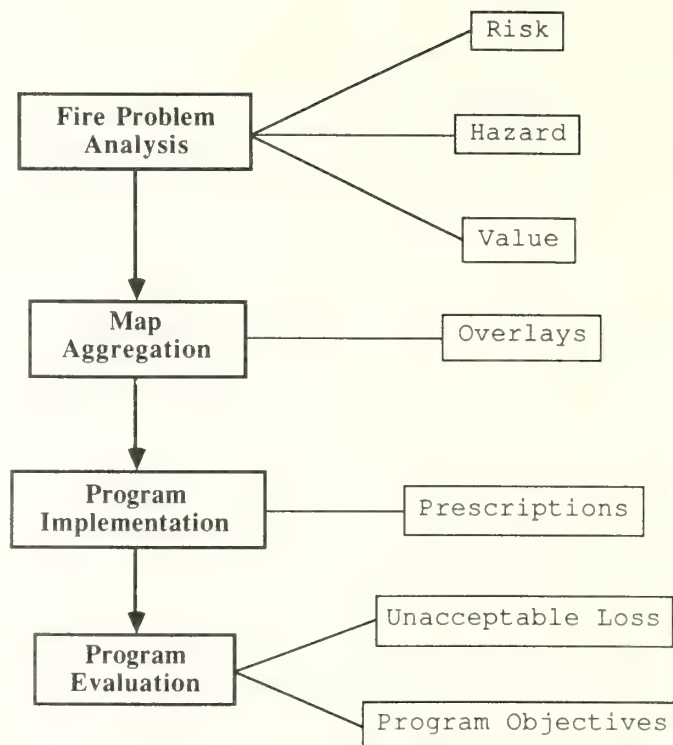 Risk
Fire Problem
Analysis
Hazard
Value
Map
Aggregation
Overlays
Program
Implementation
Prescriptions
Unacceptable Loss
Program
Evaluation
Program Objectives